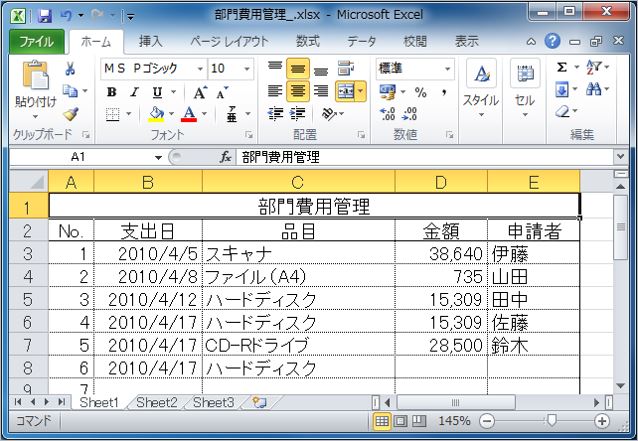 部門費用管理_.xlsx - Microsoft Excel
ファイル ホーム 挿入 ページ レイアウト 数式 データ 校閲 表示
貼り付け ＭＳ Ｐゴシック 10 標準 スタイル セル
B I U A A
A 亜 % ,
クリップボード フォント 配置 数値 編集
A1 fx 部門費用管理
A B C D E
1 部門費用管理
2 No. 支出日 品目 金額 申請者
3 1 2010/4/5 スキャナ 38,640 伊藤
4 2 2010/4/8 ファイル（A4） 735 山田
5 3 2010/4/12 ハードディスク 15,309 田中
6 4 2010/4/17 ハードディスク 15,309 佐藤
7 5 2010/4/17 CD-Rドライブ 28,500 鈴木
8 6 2010/4/17 ハードディスク
9 7
Sheet1 Sheet2 Sheet3
コマンド 145%